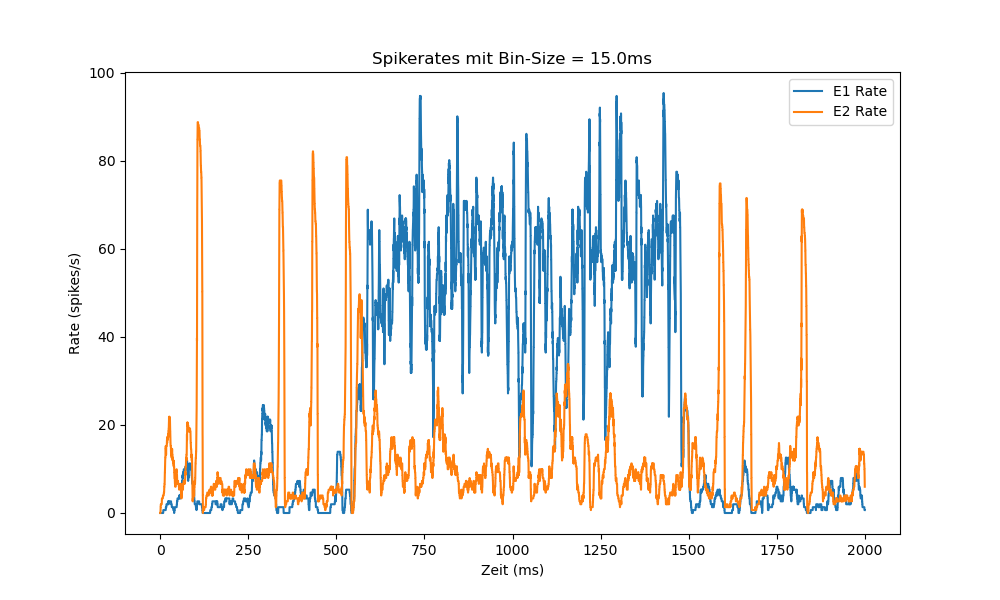 Spikerates mit Bin-Size = 15.0ms
E1 Rate
E2 Rate
Rate (spikes/s)
100
80
60
40
20
0
0 250 500 750 1000 1250 1500 1750 2000
Zeit (ms)